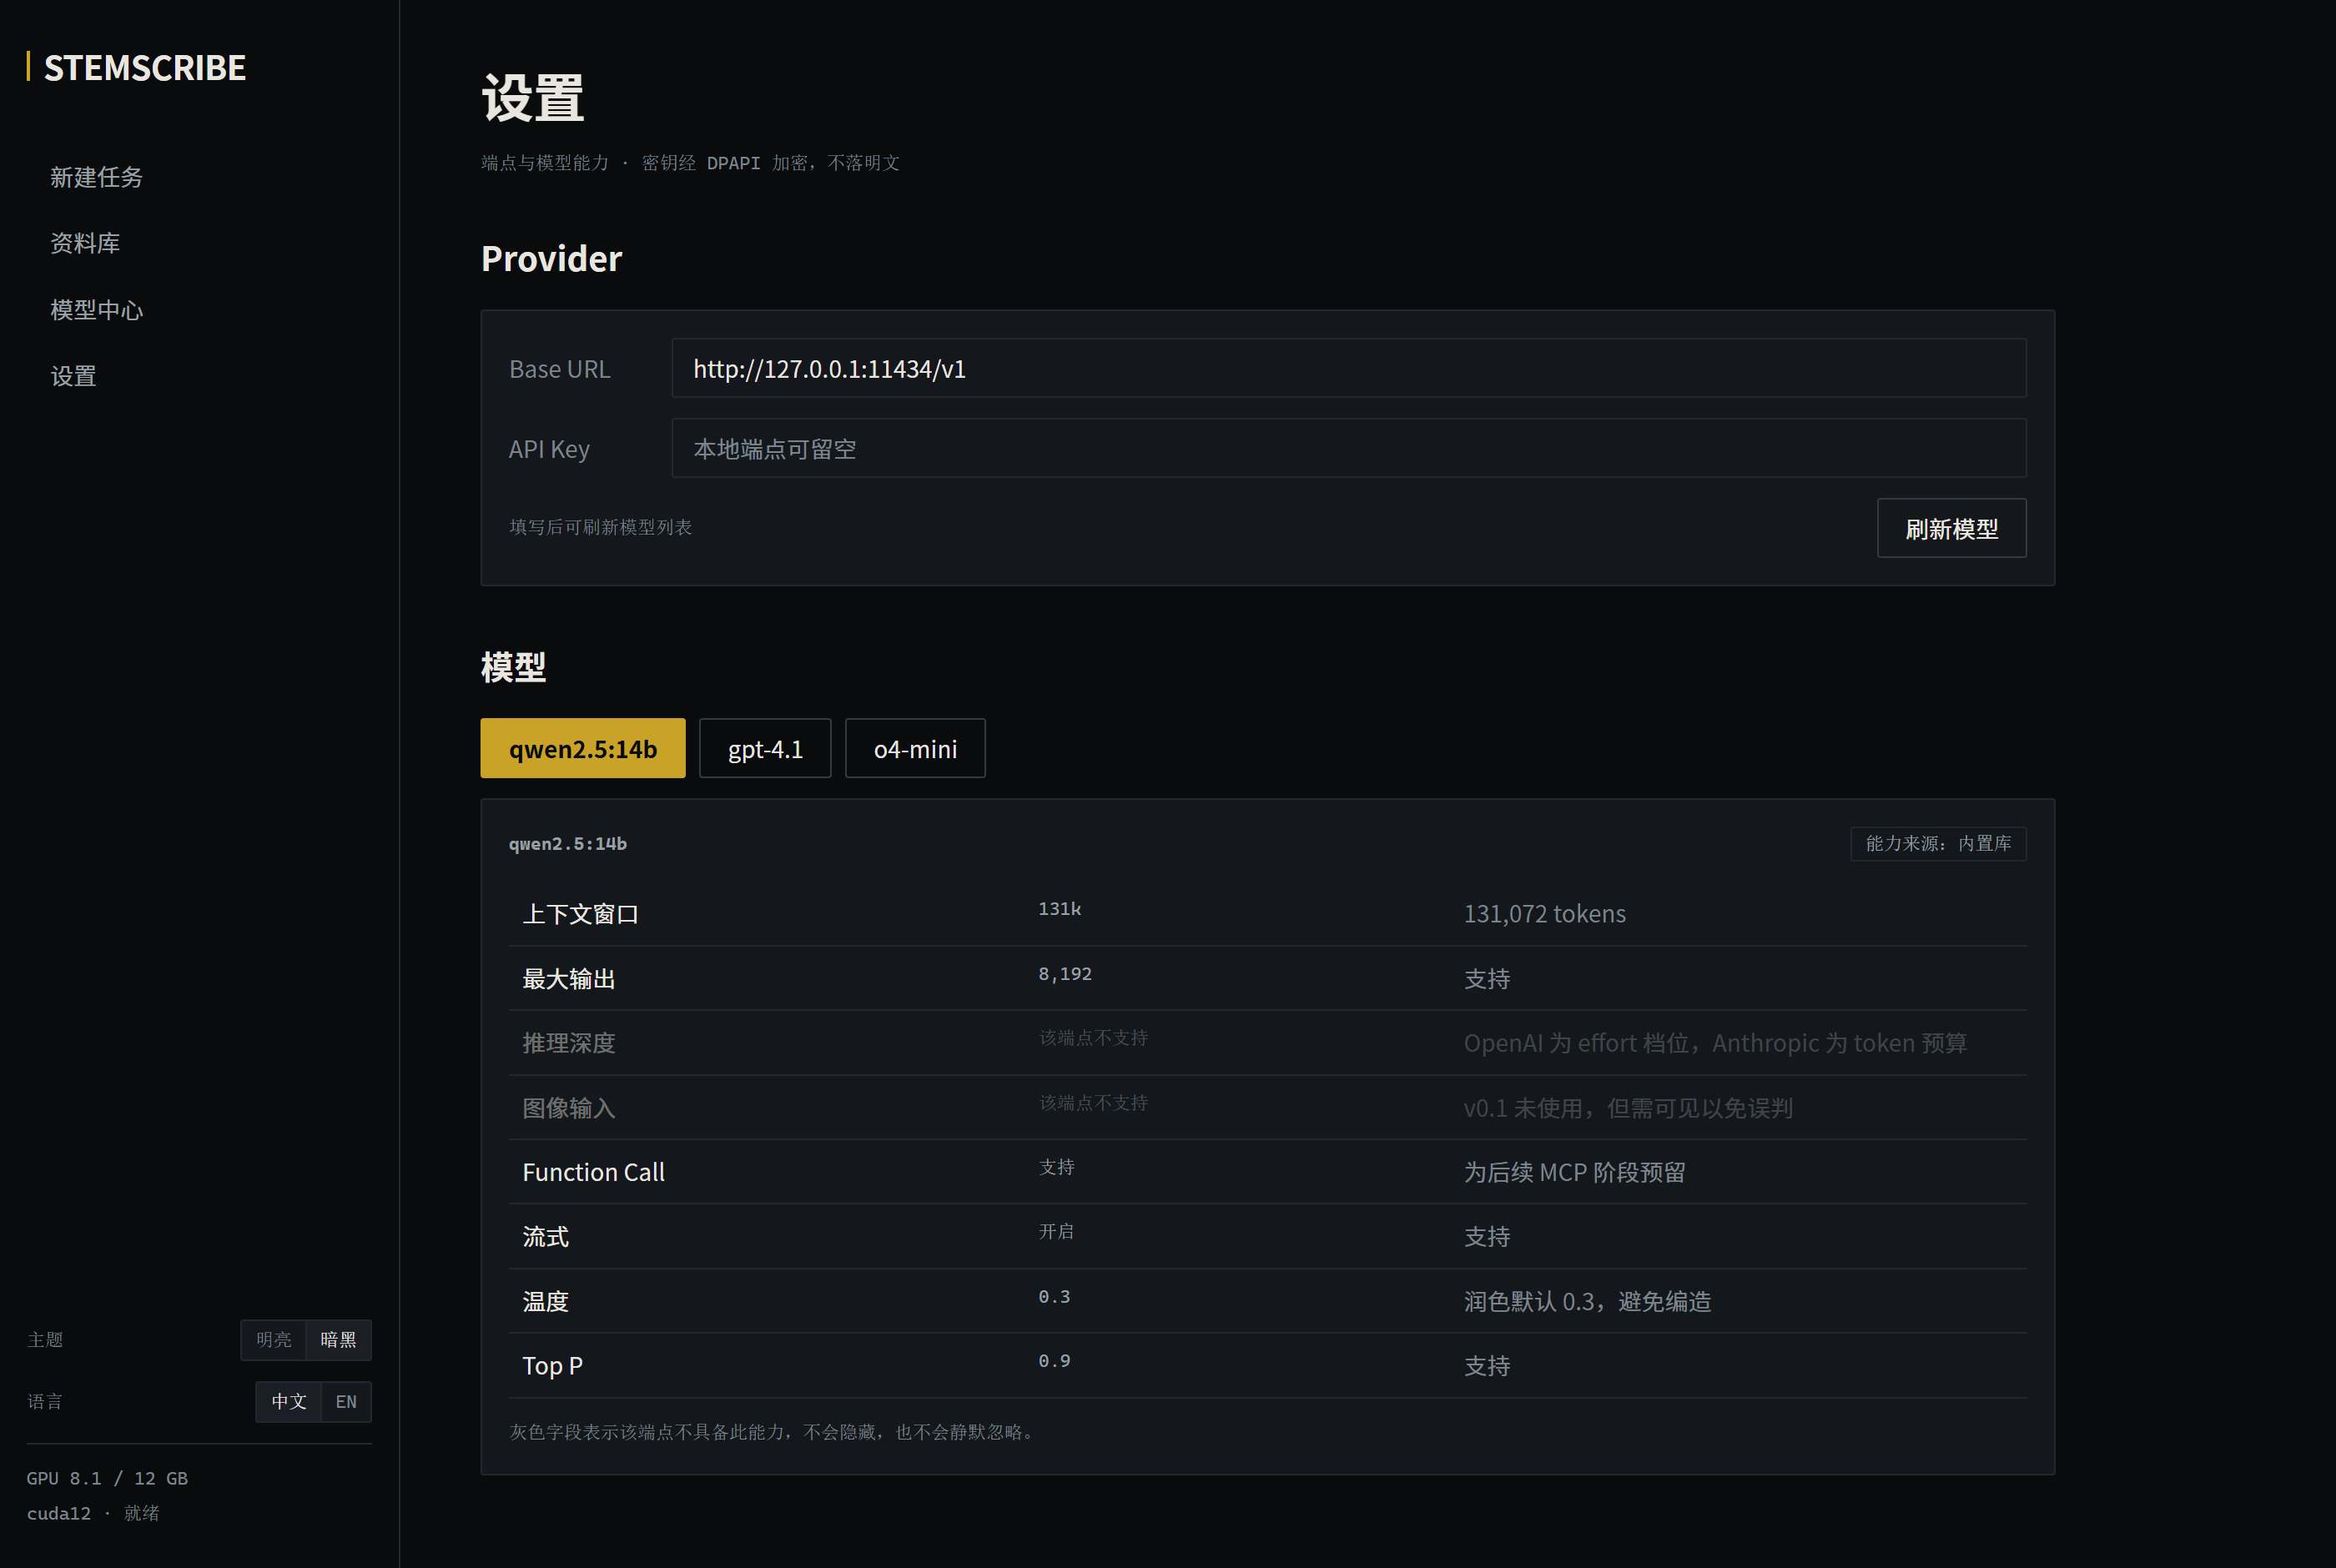 STEMSCRIBE
新建任务
资料库
模型中心
设置
主题 明亮 暗黑
语言 中文 EN
GPU 8.1 / 12 GB
cuda12 · 就绪
设置
端点与模型能力 · 密钥经 DPAPI 加密，不落明文
Provider
Base URL http://127.0.0.1:11434/v1
API Key 本地端点可留空
填写后可刷新模型列表 刷新模型
模型
qwen2.5:14b gpt-4.1 o4-mini
qwen2.5:14b 能力来源：内置库
上下文窗口 131k 131,072 tokens
最大输出 8,192 支持
推理深度 该端点不支持 OpenAI 为 effort 档位，Anthropic 为 token 预算
图像输入 该端点不支持 v0.1 未使用，但需可见以免误判
Function Call 支持 为后续 MCP 阶段预留
流式 开启 支持
温度 0.3 润色默认 0.3，避免编造
Top P 0.9 支持
灰色字段表示该端点不具备此能力，不会隐藏，也不会静默忽略。